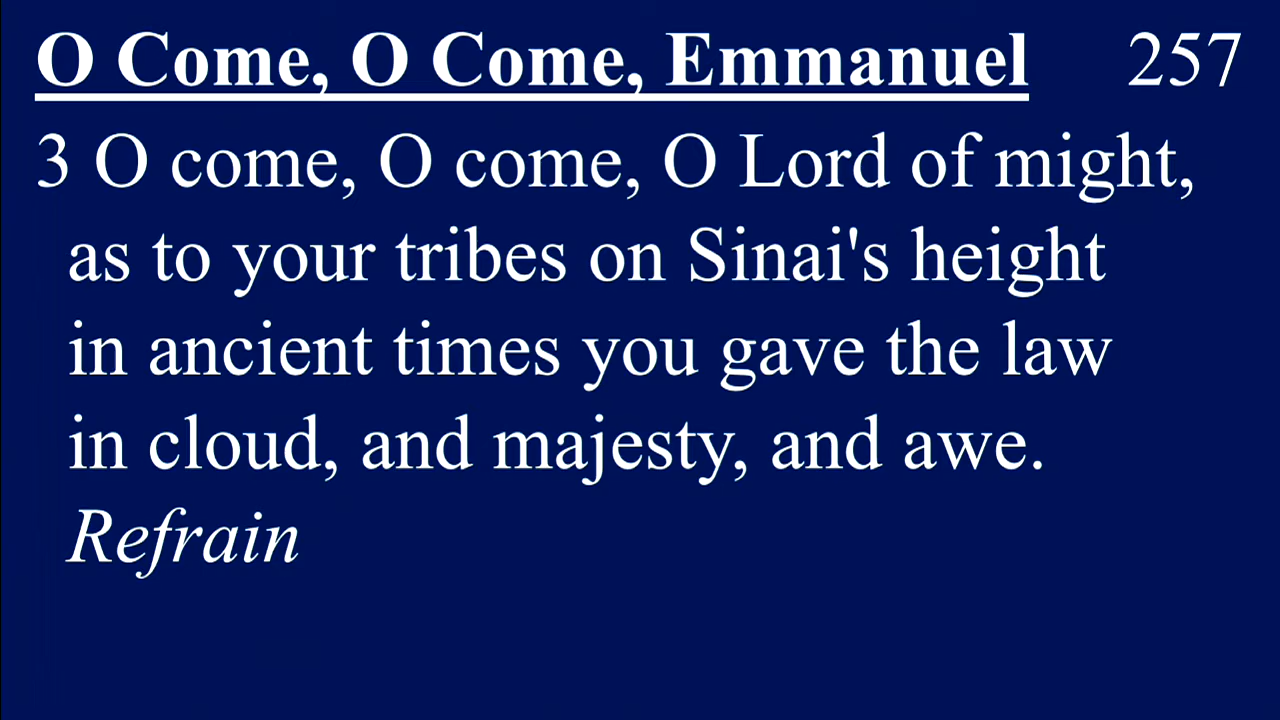 O Come, O Come, Emmanuel 257
3 O come, O come, O Lord of might,
as to your tribes on Sinai's height
in ancient times you gave the law
in cloud, and majesty, and awe.
Refrain